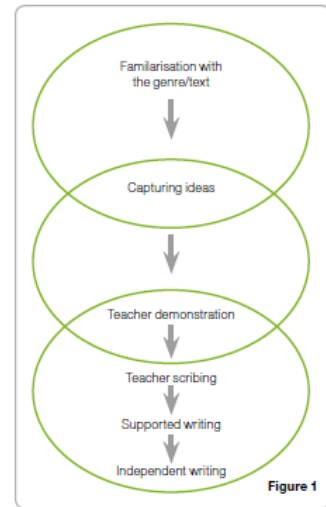 Familarisation with
the genre/text
Capturing ideas
Teacher demonstration
Teacher scribing
Supported writing
Independent writing
Figure 1